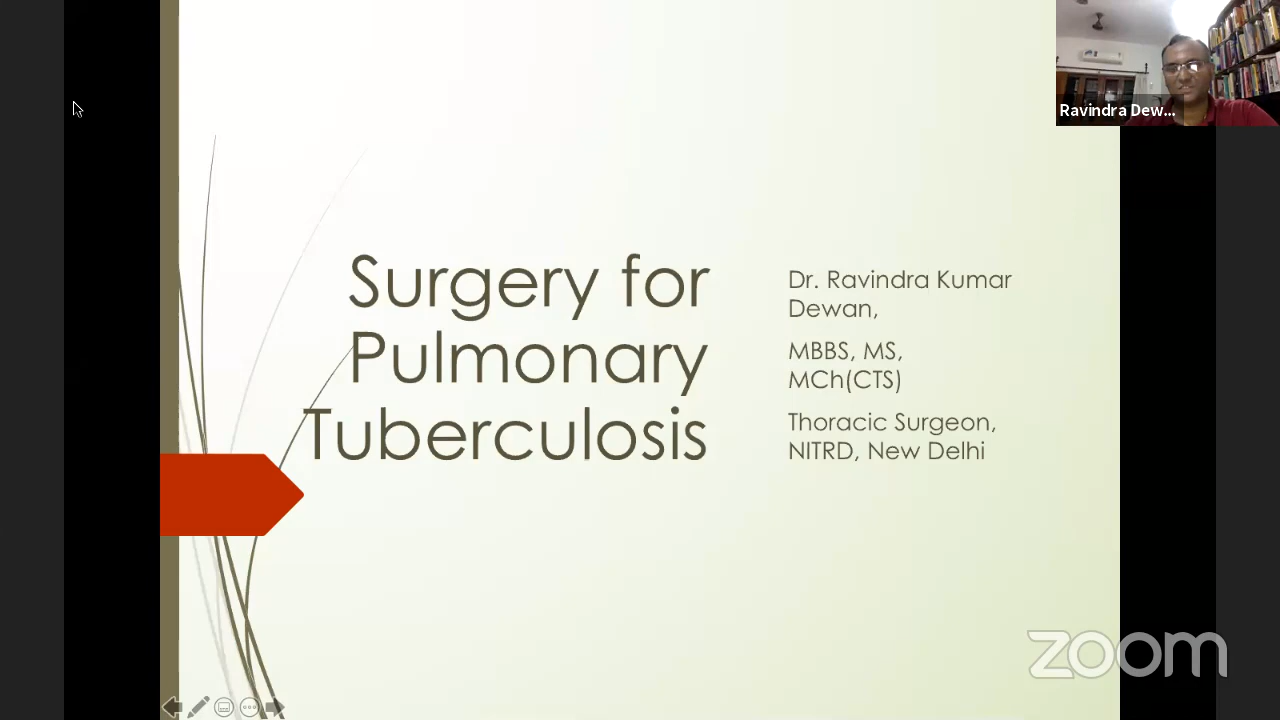 Ravindra Dew...
Surgery for
Pulmonary
Tuberculosis
Dr. Ravindra Kumar
Dewan,
MBBS, MS,
MCh(CTS)
Thoracic Surgeon,
NITRD, New Delhi
zoom